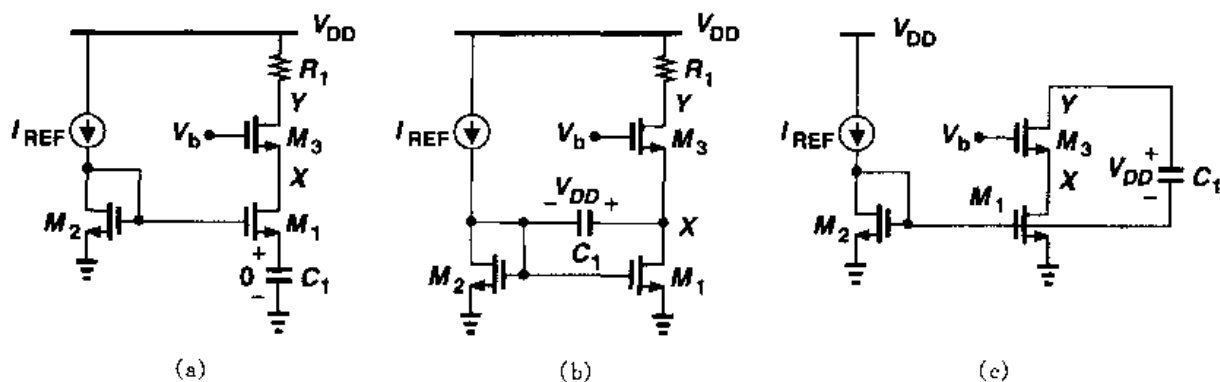 V_DD
R_1
Y
I_REF
V_b
M_3
X
M_2
M_1
+
0
C_1
−
(a)
V_DD
R_1
Y
I_REF
V_b
M_3
V_DD
− +
X
C_1
M_2
M_1
(b)
V_DD
Y
I_REF
V_b
M_3
+
V_DD
C_1
X
−
M_1
M_2
(c)